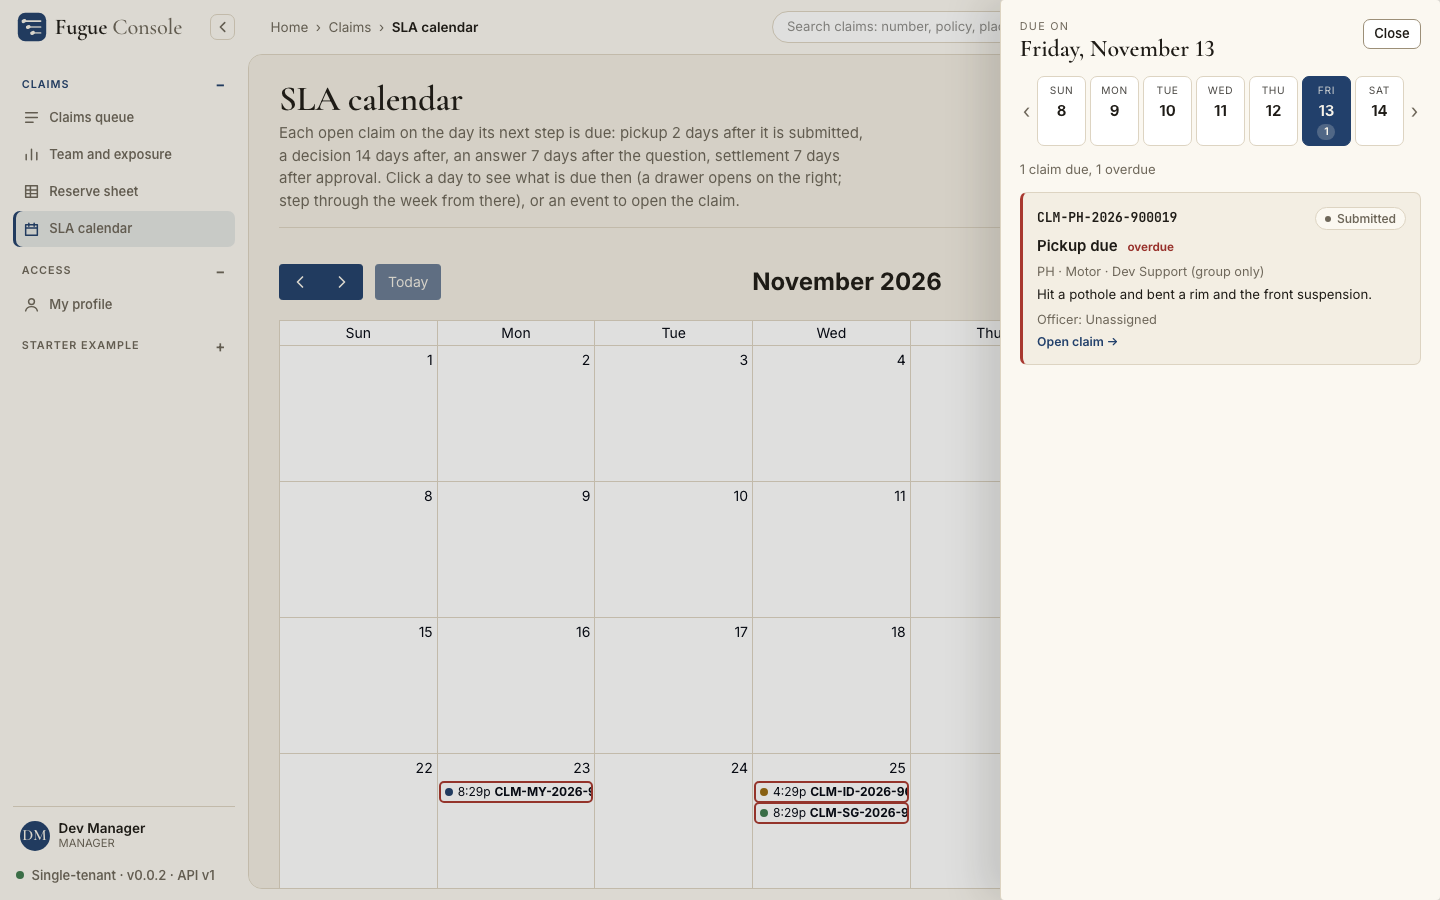 Fugue Console
CLAIMS
Claims queue
Team and exposure
Reserve sheet
SLA calendar
ACCESS
My profile
STARTER EXAMPLE
DM
Dev Manager
MANAGER
Single-tenant · v0.0.2 · API v1
Home › Claims › SLA calendar
Search claims: number, policy, pla
SLA calendar
Each open claim on the day its next step is due: pickup 2 days after it is submitted,
a decision 14 days after, an answer 7 days after the question, settlement 7 days
after approval. Click a day to see what is due then (a drawer opens on the right;
step through the week from there), or an event to open the claim.
Today
November 2026
Sun Mon Tue Wed Thu
1 2 3 4
8 9 10 11
15 16 17 18
22 23 24 25
8:29p CLM-MY-2026-9
4:29p CLM-ID-2026-90
8:29p CLM-SG-2026-9
DUE ON
Friday, November 13
Close
SUN MON TUE WED THU FRI SAT
8 9 10 11 12 13 14
1
1 claim due, 1 overdue
CLM-PH-2026-900019
Submitted
Pickup due overdue
PH · Motor · Dev Support (group only)
Hit a pothole and bent a rim and the front suspension.
Officer: Unassigned
Open claim →